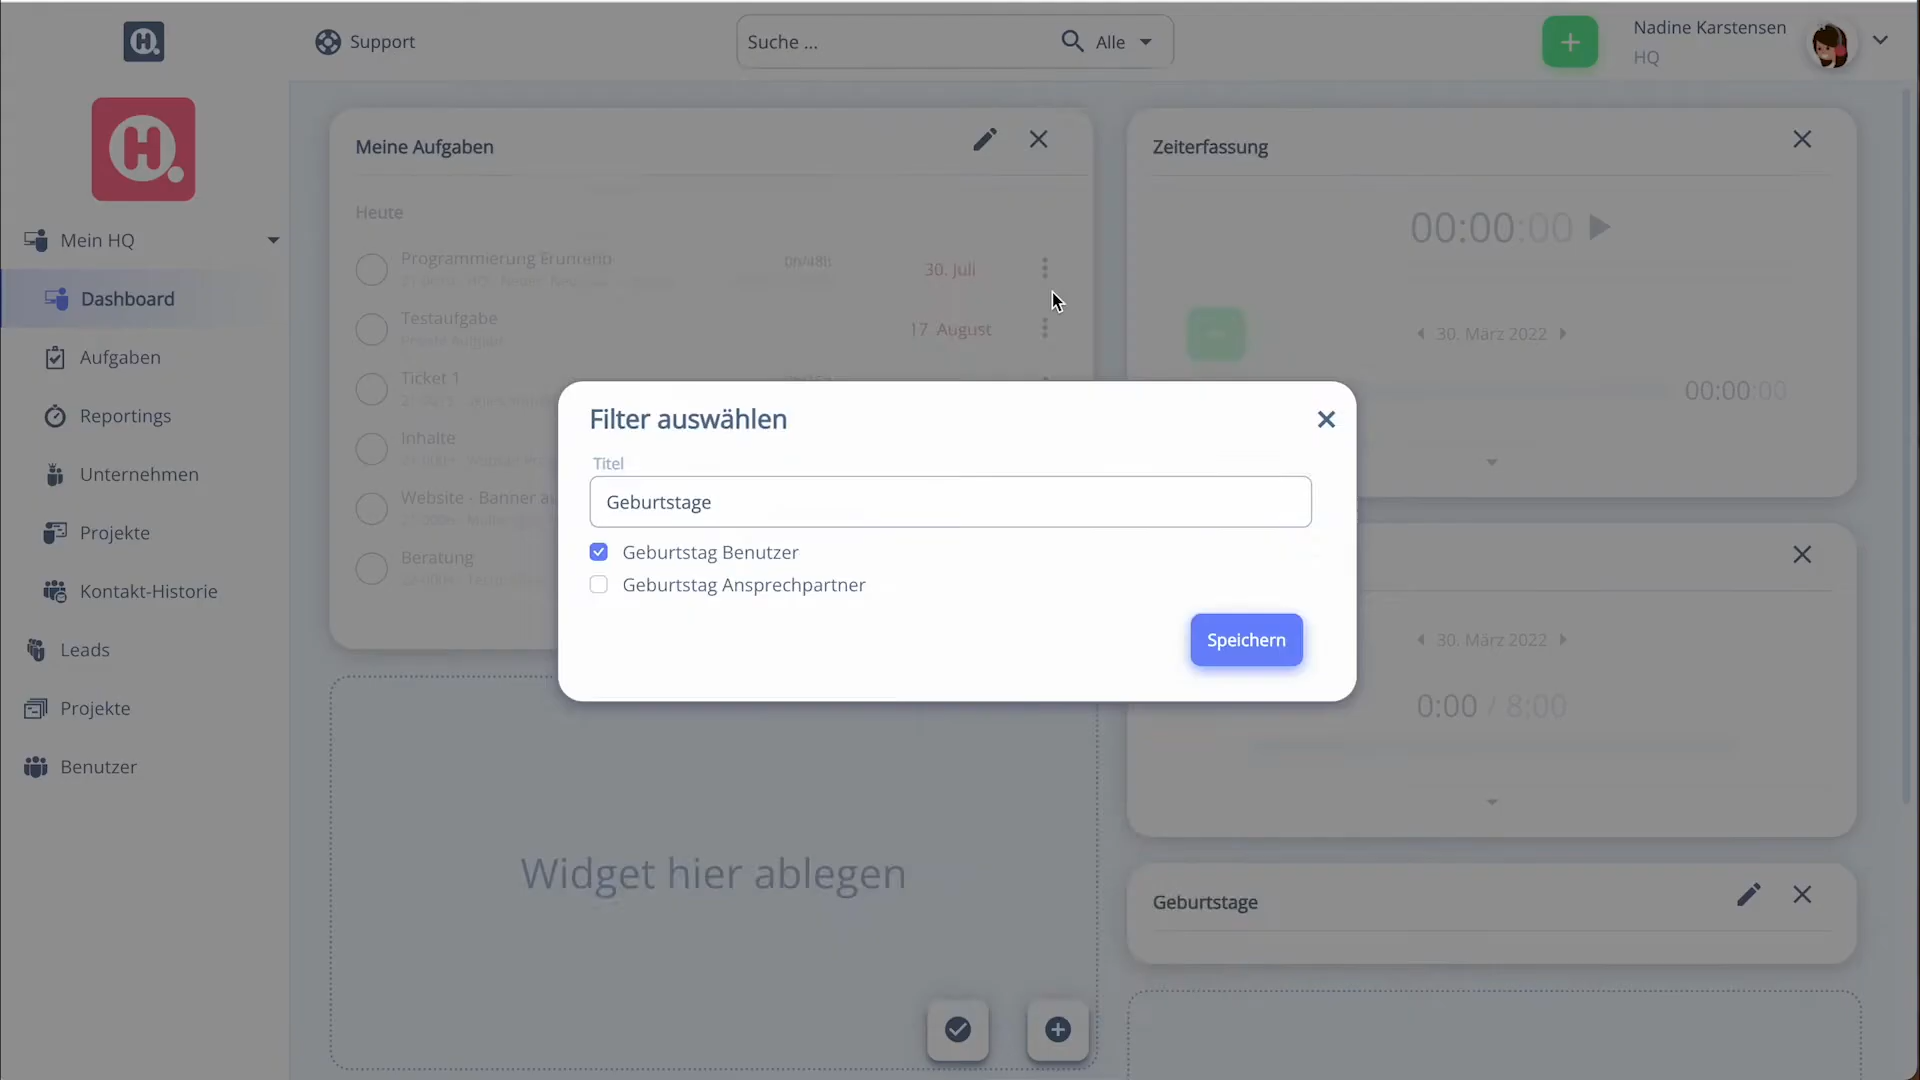 Support
Suche ...
Alle
Nadine Karstensen
HQ
Mein HQ
Dashboard
Aufgaben
Reportings
Unternehmen
Projekte
Kontakt-Historie
Leads
Projekte
Benutzer
Meine Aufgaben
Heute
Programmierung
0h/48h
30. Juli
Testaufgabe
17. August
Ticket 1
Inhalte
Website - Banner
Beratung
Widget hier ablegen
Filter auswählen
Titel
Geburtstage
Geburtstag Benutzer
Geburtstag Ansprechpartner
Speichern
Zeiterfassung
00:00:00
30. März 2022
00:00:00
30. März 2022
0:00 / 8:00
Geburtstage